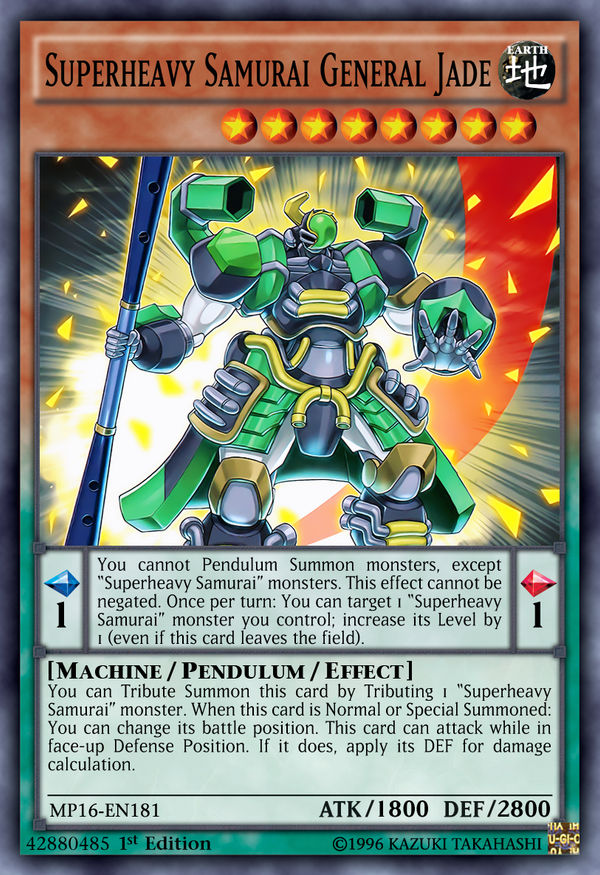 SUPERHEAVY SAMURAI GENERAL JADE
EARTH
地
You cannot Pendulum Summon monsters, except
"Superheavy Samurai" monsters. This effect cannot be
negated. Once per turn: You can target 1 "Superheavy
Samurai" monster you control; increase its Level by
1 (even if this card leaves the field).
1
1
[MACHINE / PENDULUM / EFFECT]
You can Tribute Summon this card by Tributing 1 "Superheavy
Samurai" monster. When this card is Normal or Special Summoned:
You can change its battle position. This card can attack while in
face-up Defense Position. If it does, apply its DEF for damage
calculation.
MP16-EN181
ATK/1800 DEF/2800
42880485 1st Edition
©1996 KAZUKI TAKAHASHI